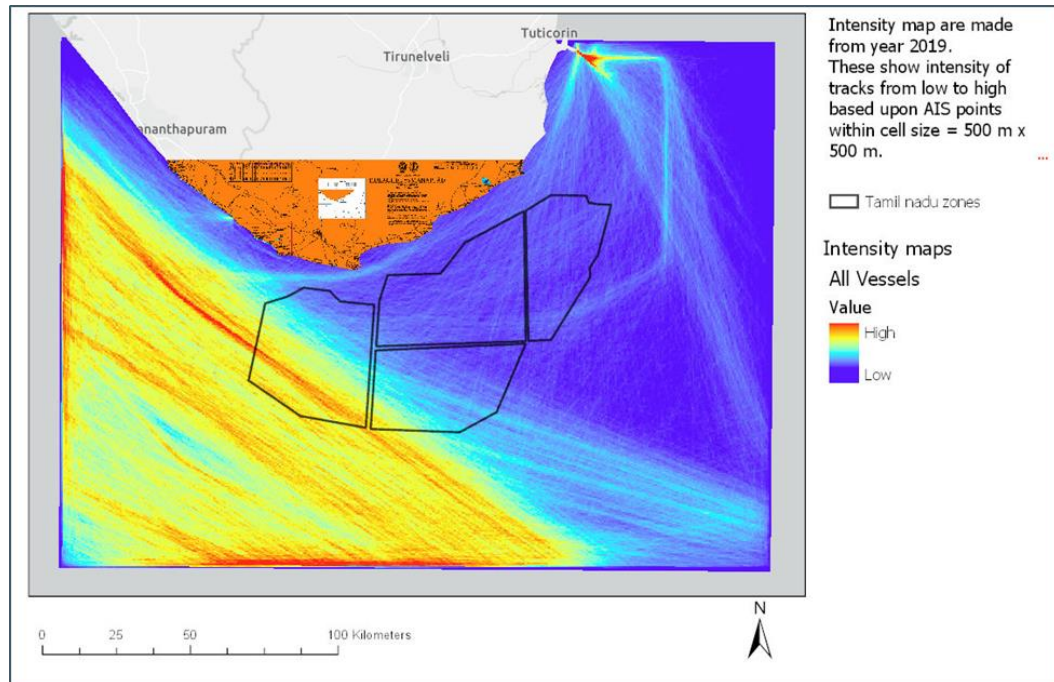 Tuticorin
Tirunelveli
ananthapuram
Intensity map are made
from year 2019.
These show intensity of
tracks from low to high
based upon AIS points
within cell size = 500 m x
500 m.
Tamil nadu zones
Intensity maps
All Vessels
Value
High
Low
N
0 25 50 100 Kilometers